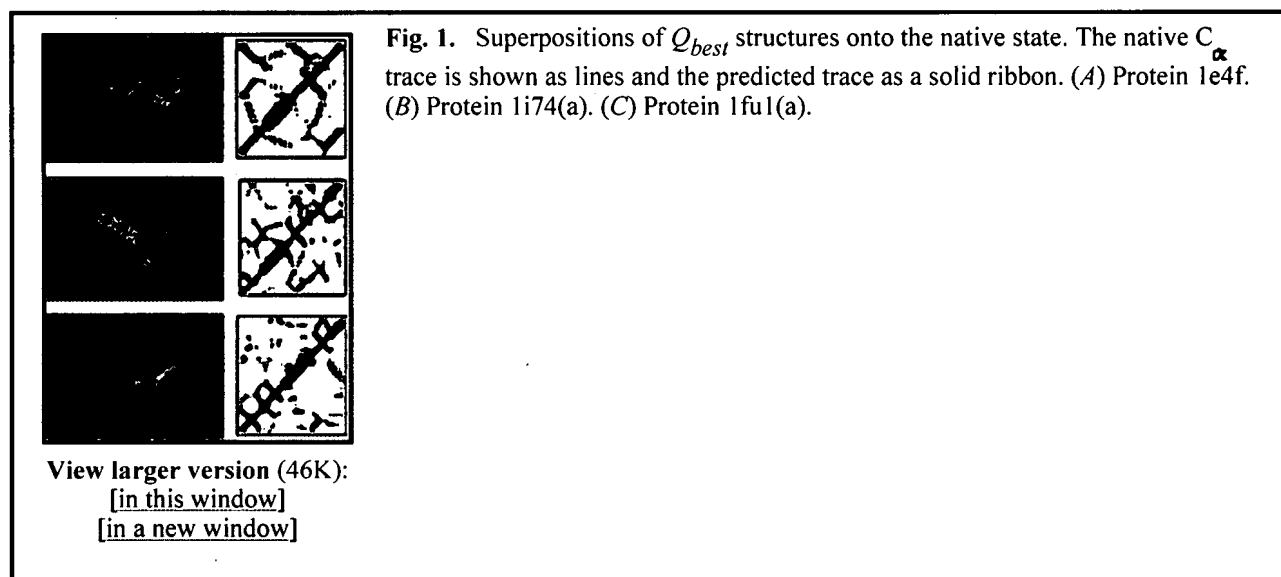 Fig. 1. Superpositions of Q_best structures onto the native state. The native C_α
trace is shown as lines and the predicted trace as a solid ribbon. (A) Protein 1e4f.
(B) Protein 1i74(a). (C) Protein 1fu1(a).
View larger version (46K):
[in this window]
[in a new window]